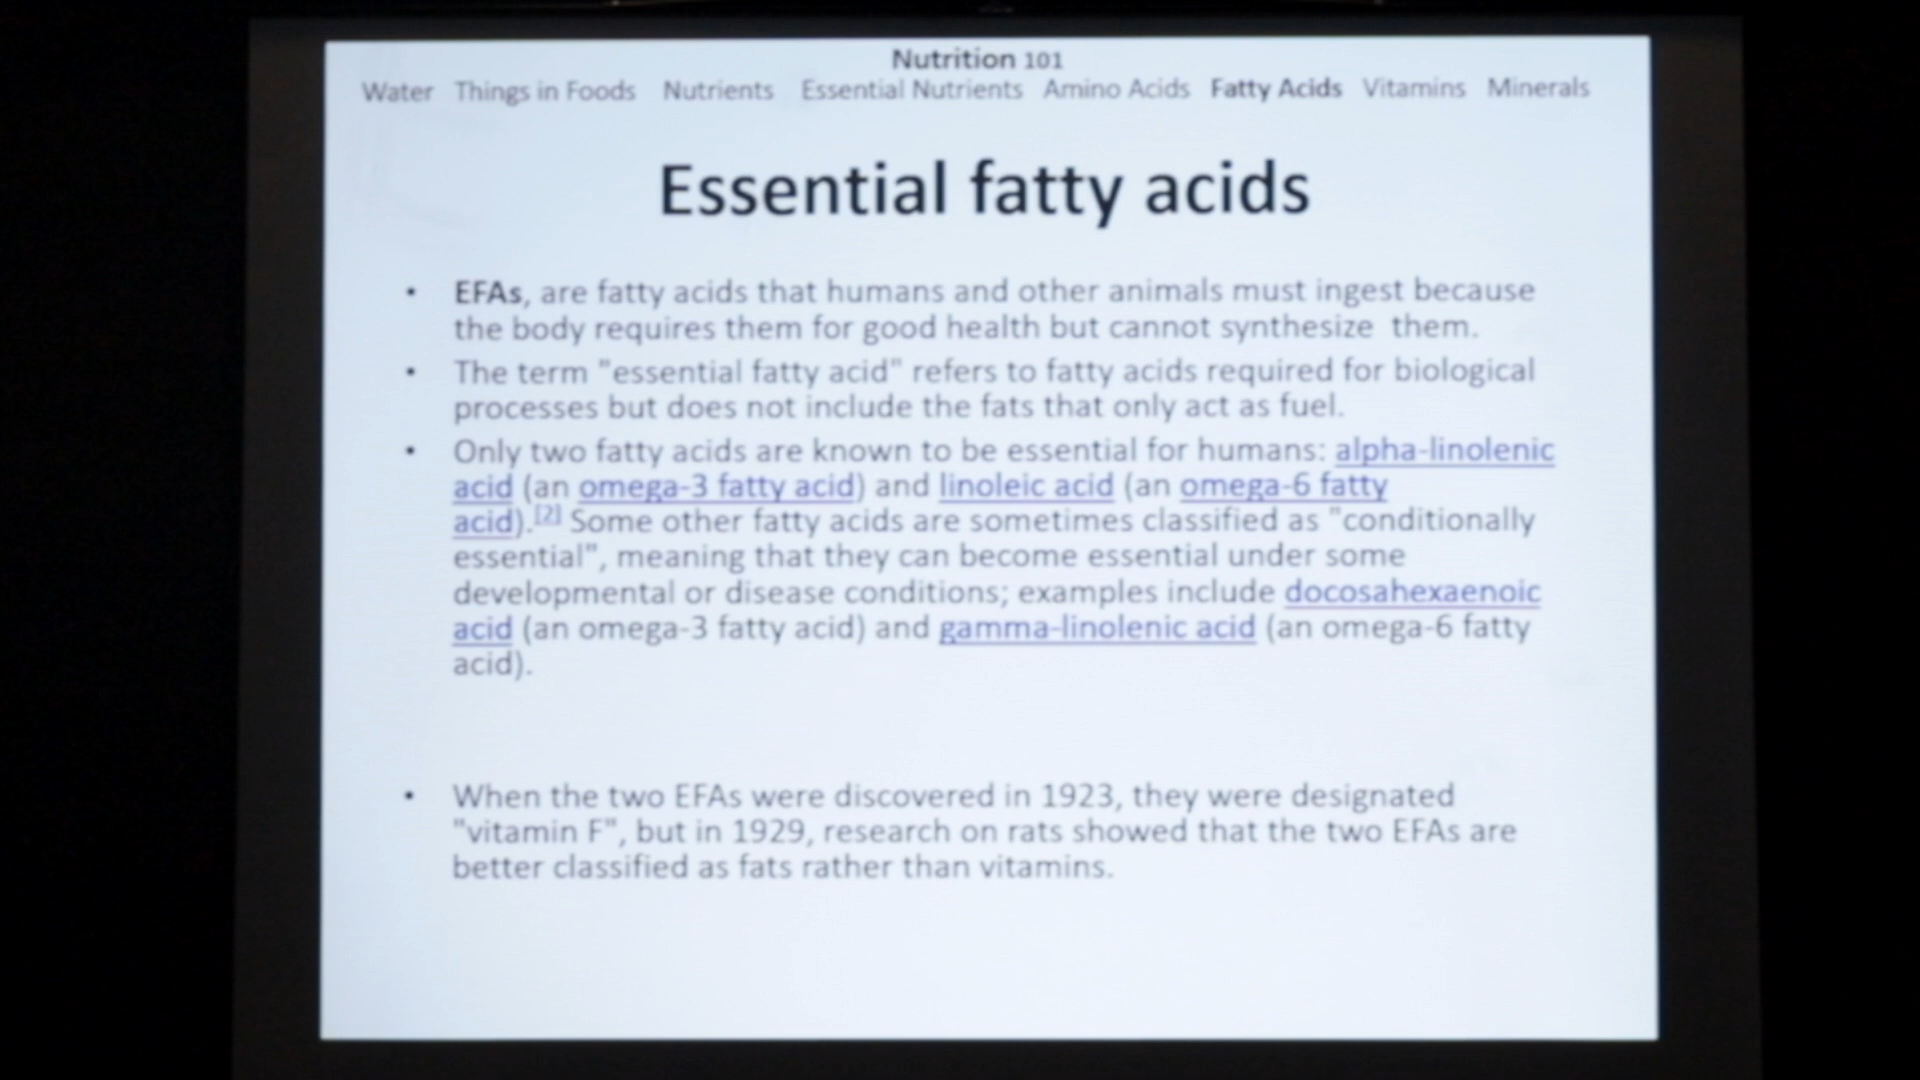 Nutrition 101
Water Things in Foods Nutrients Essential Nutrients Amino Acids Fatty Acids Vitamins Minerals
Essential fatty acids
• EFAs, are fatty acids that humans and other animals must ingest because
the body requires them for good health but cannot synthesize them.
• The term "essential fatty acid" refers to fatty acids required for biological
processes but does not include the fats that only act as fuel.
• Only two fatty acids are known to be essential for humans: alpha-linolenic
acid (an omega-3 fatty acid) and linoleic acid (an omega-6 fatty
acid).[2] Some other fatty acids are sometimes classified as "conditionally
essential", meaning that they can become essential under some
developmental or disease conditions; examples include docosahexaenoic
acid (an omega-3 fatty acid) and gamma-linolenic acid (an omega-6 fatty
acid).
• When the two EFAs were discovered in 1923, they were designated
"vitamin F", but in 1929, research on rats showed that the two EFAs are
better classified as fats rather than vitamins.